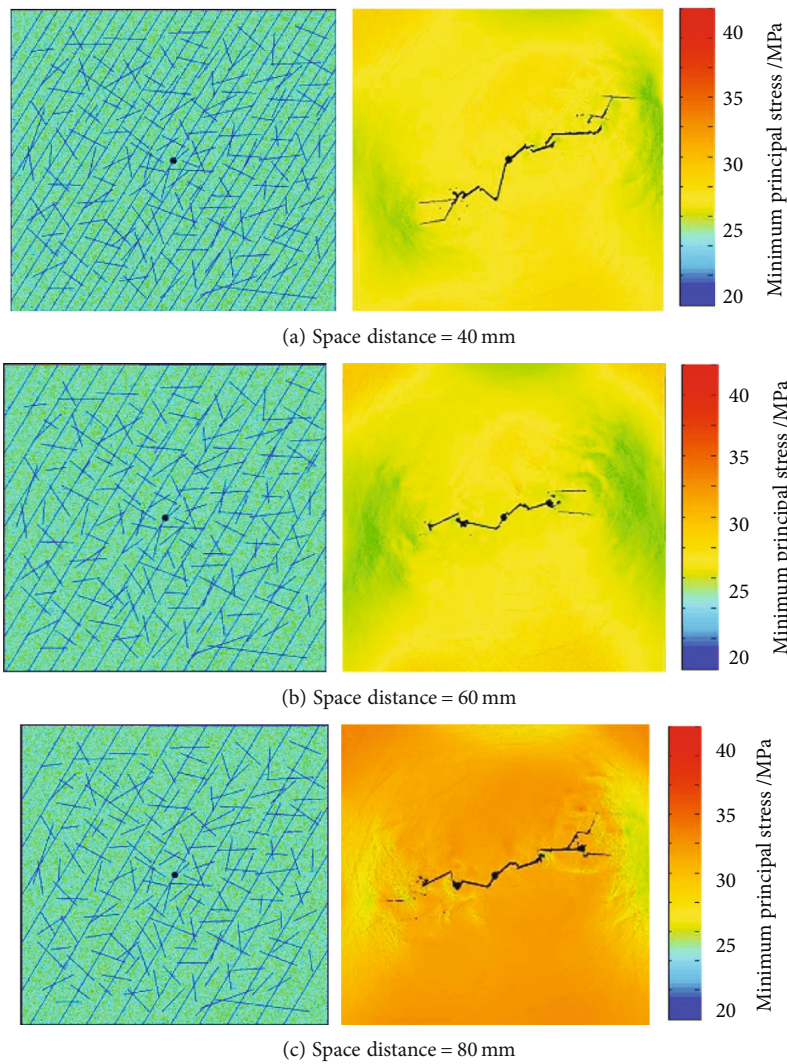 40
35
30
25
20
Minimum principal stress /MPa
(a) Space distance = 40 mm
40
35
30
25
20
Minimum principal stress /MPa
(b) Space distance = 60 mm
40
35
30
25
20
Minimum principal stress /MPa
(c) Space distance = 80 mm